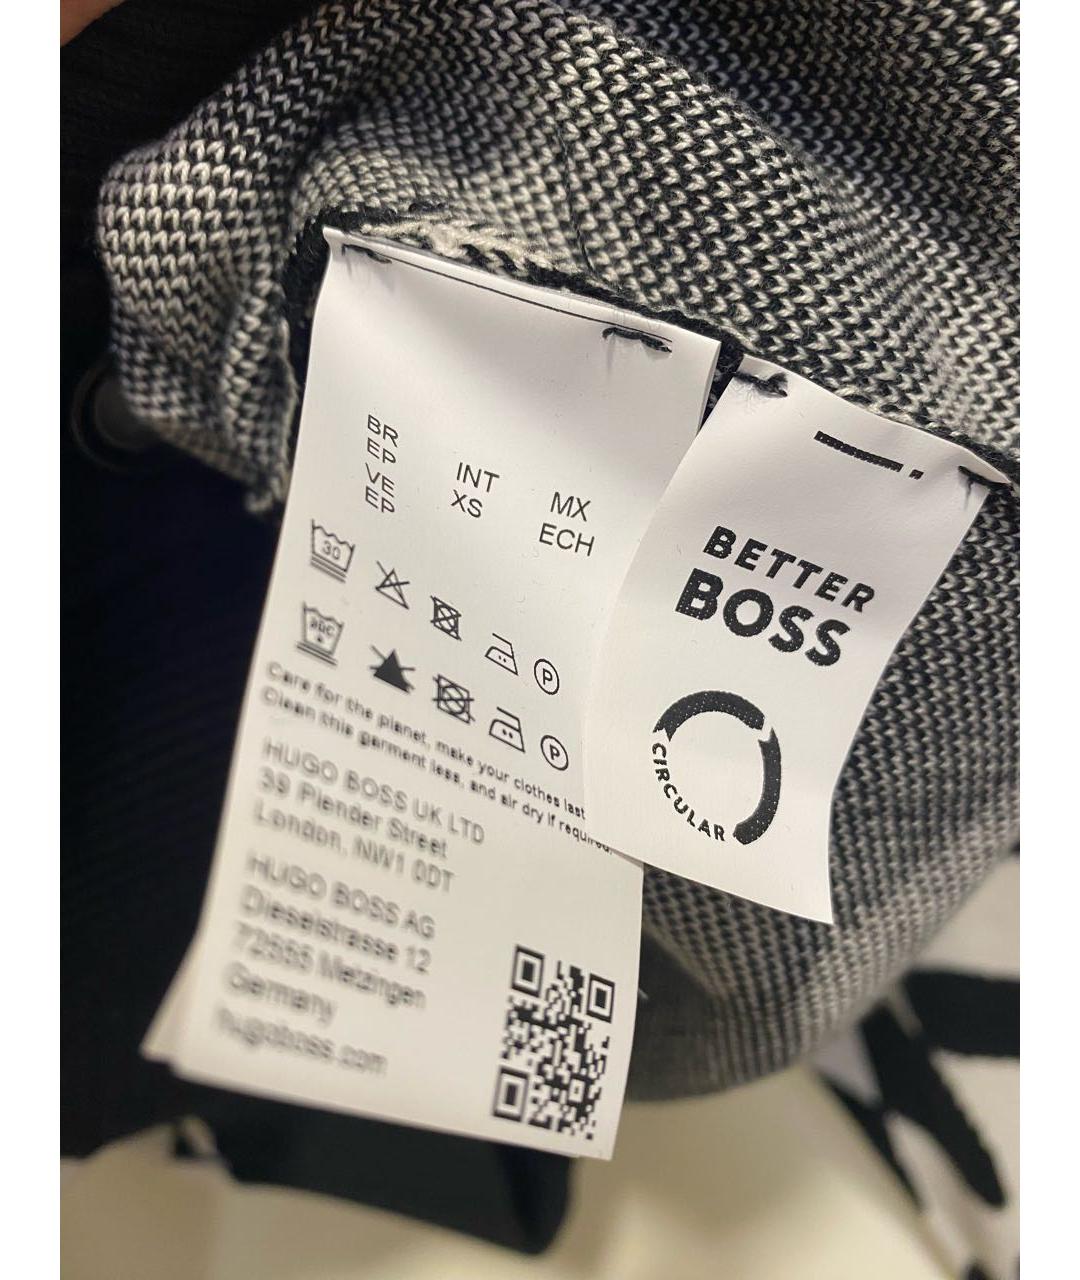 BR
EP
VE
EP
INT
XS
MX
ECH
30
30C
P
P
Care for the planet, make your clothes last
Clean this garment less, and air dry if required.
HUGO BOSS UK LTD
39 Plender Street
London, NW1 0DT
HUGO BOSS AG
Dieselstrasse 12
72555 Metzingen
Germany
hugoboss.com
BETTER
BOSS
CIRCULAR